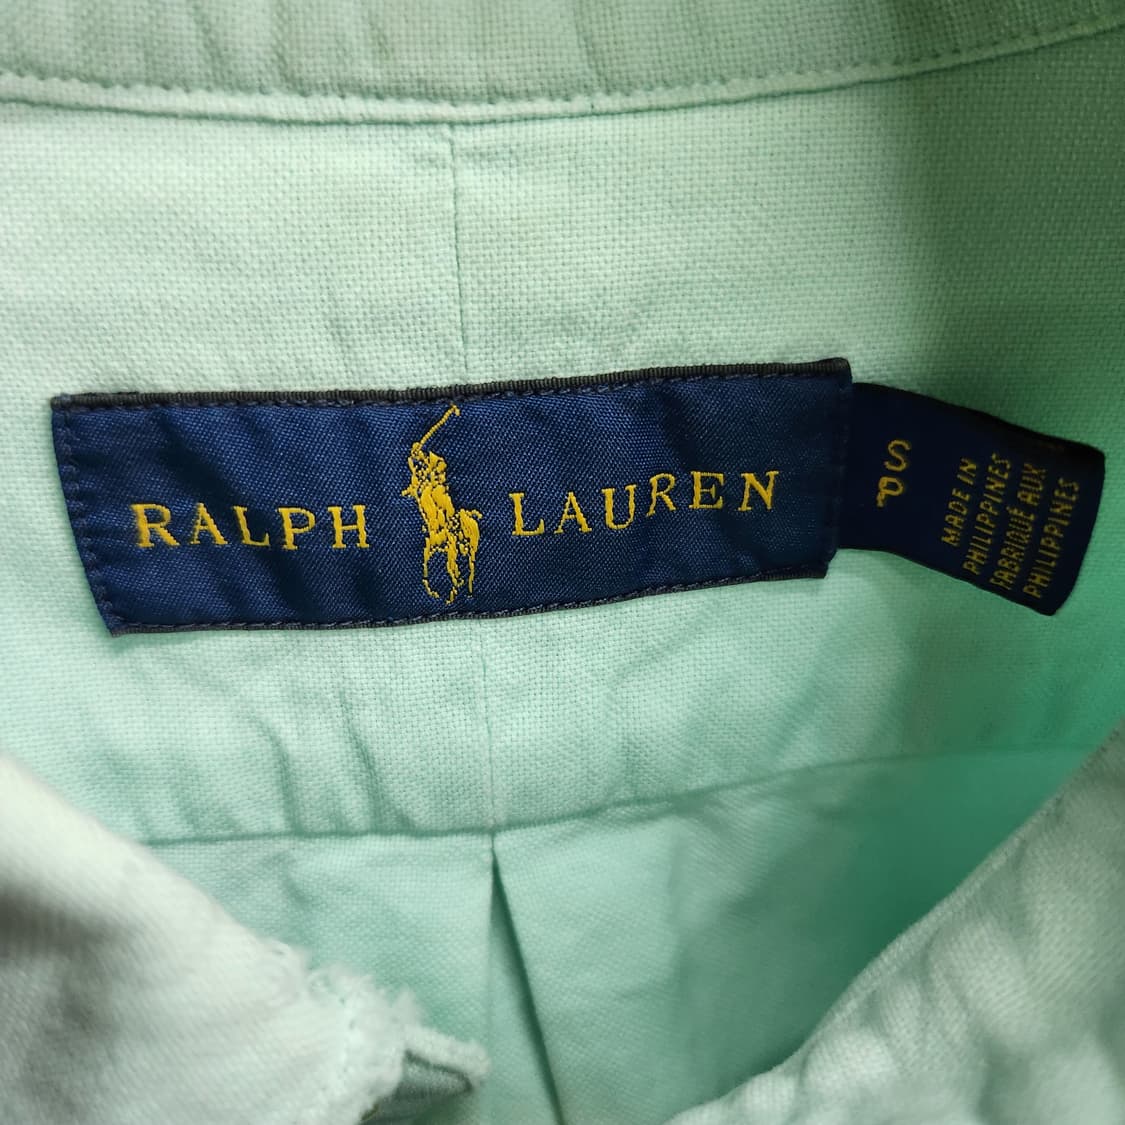 RALPH LAUREN
S P
MADE IN
PHILIPPINES
FABRIQUÉ AUX
PHILIPPINES